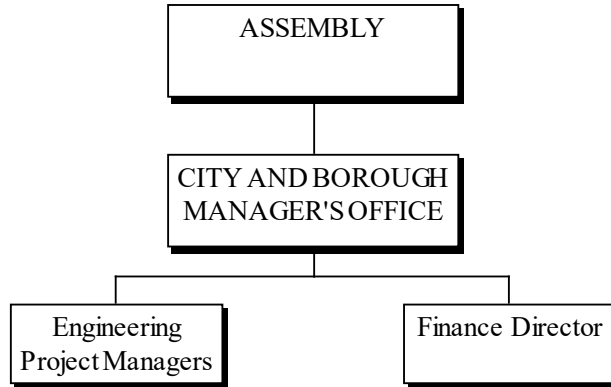 ASSEMBLY
CITY AND BOROUGH
MANAGER'S OFFICE
Engineering
Project Managers
Finance Director